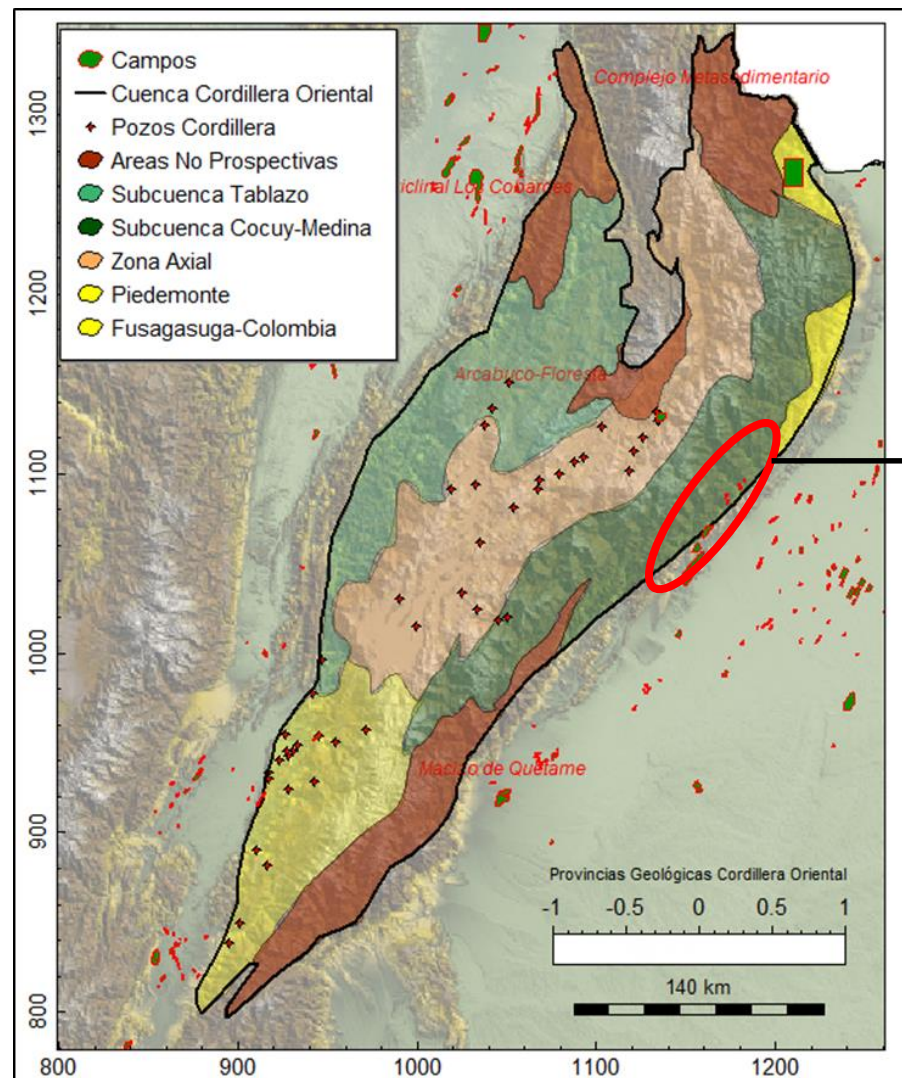 Campos
Cuenca Cordillera Oriental
Pozos Cordillera
Areas No Prospectivas
Subcuenca Tablazo
Subcuenca Cocuy-Medina
Zona Axial
Piedemonte
Fusagasuga-Colombia
Complejo Metasedimentario
iclinal Los Cobardes
Arcabuco-Floresta
Macizo de Quetame
Provincias Geológicas Cordillera Oriental
-1 -0.5 0 0.5 1
140 km
1300
1200
1100
1000
900
800
800 900 1000 1100 1200